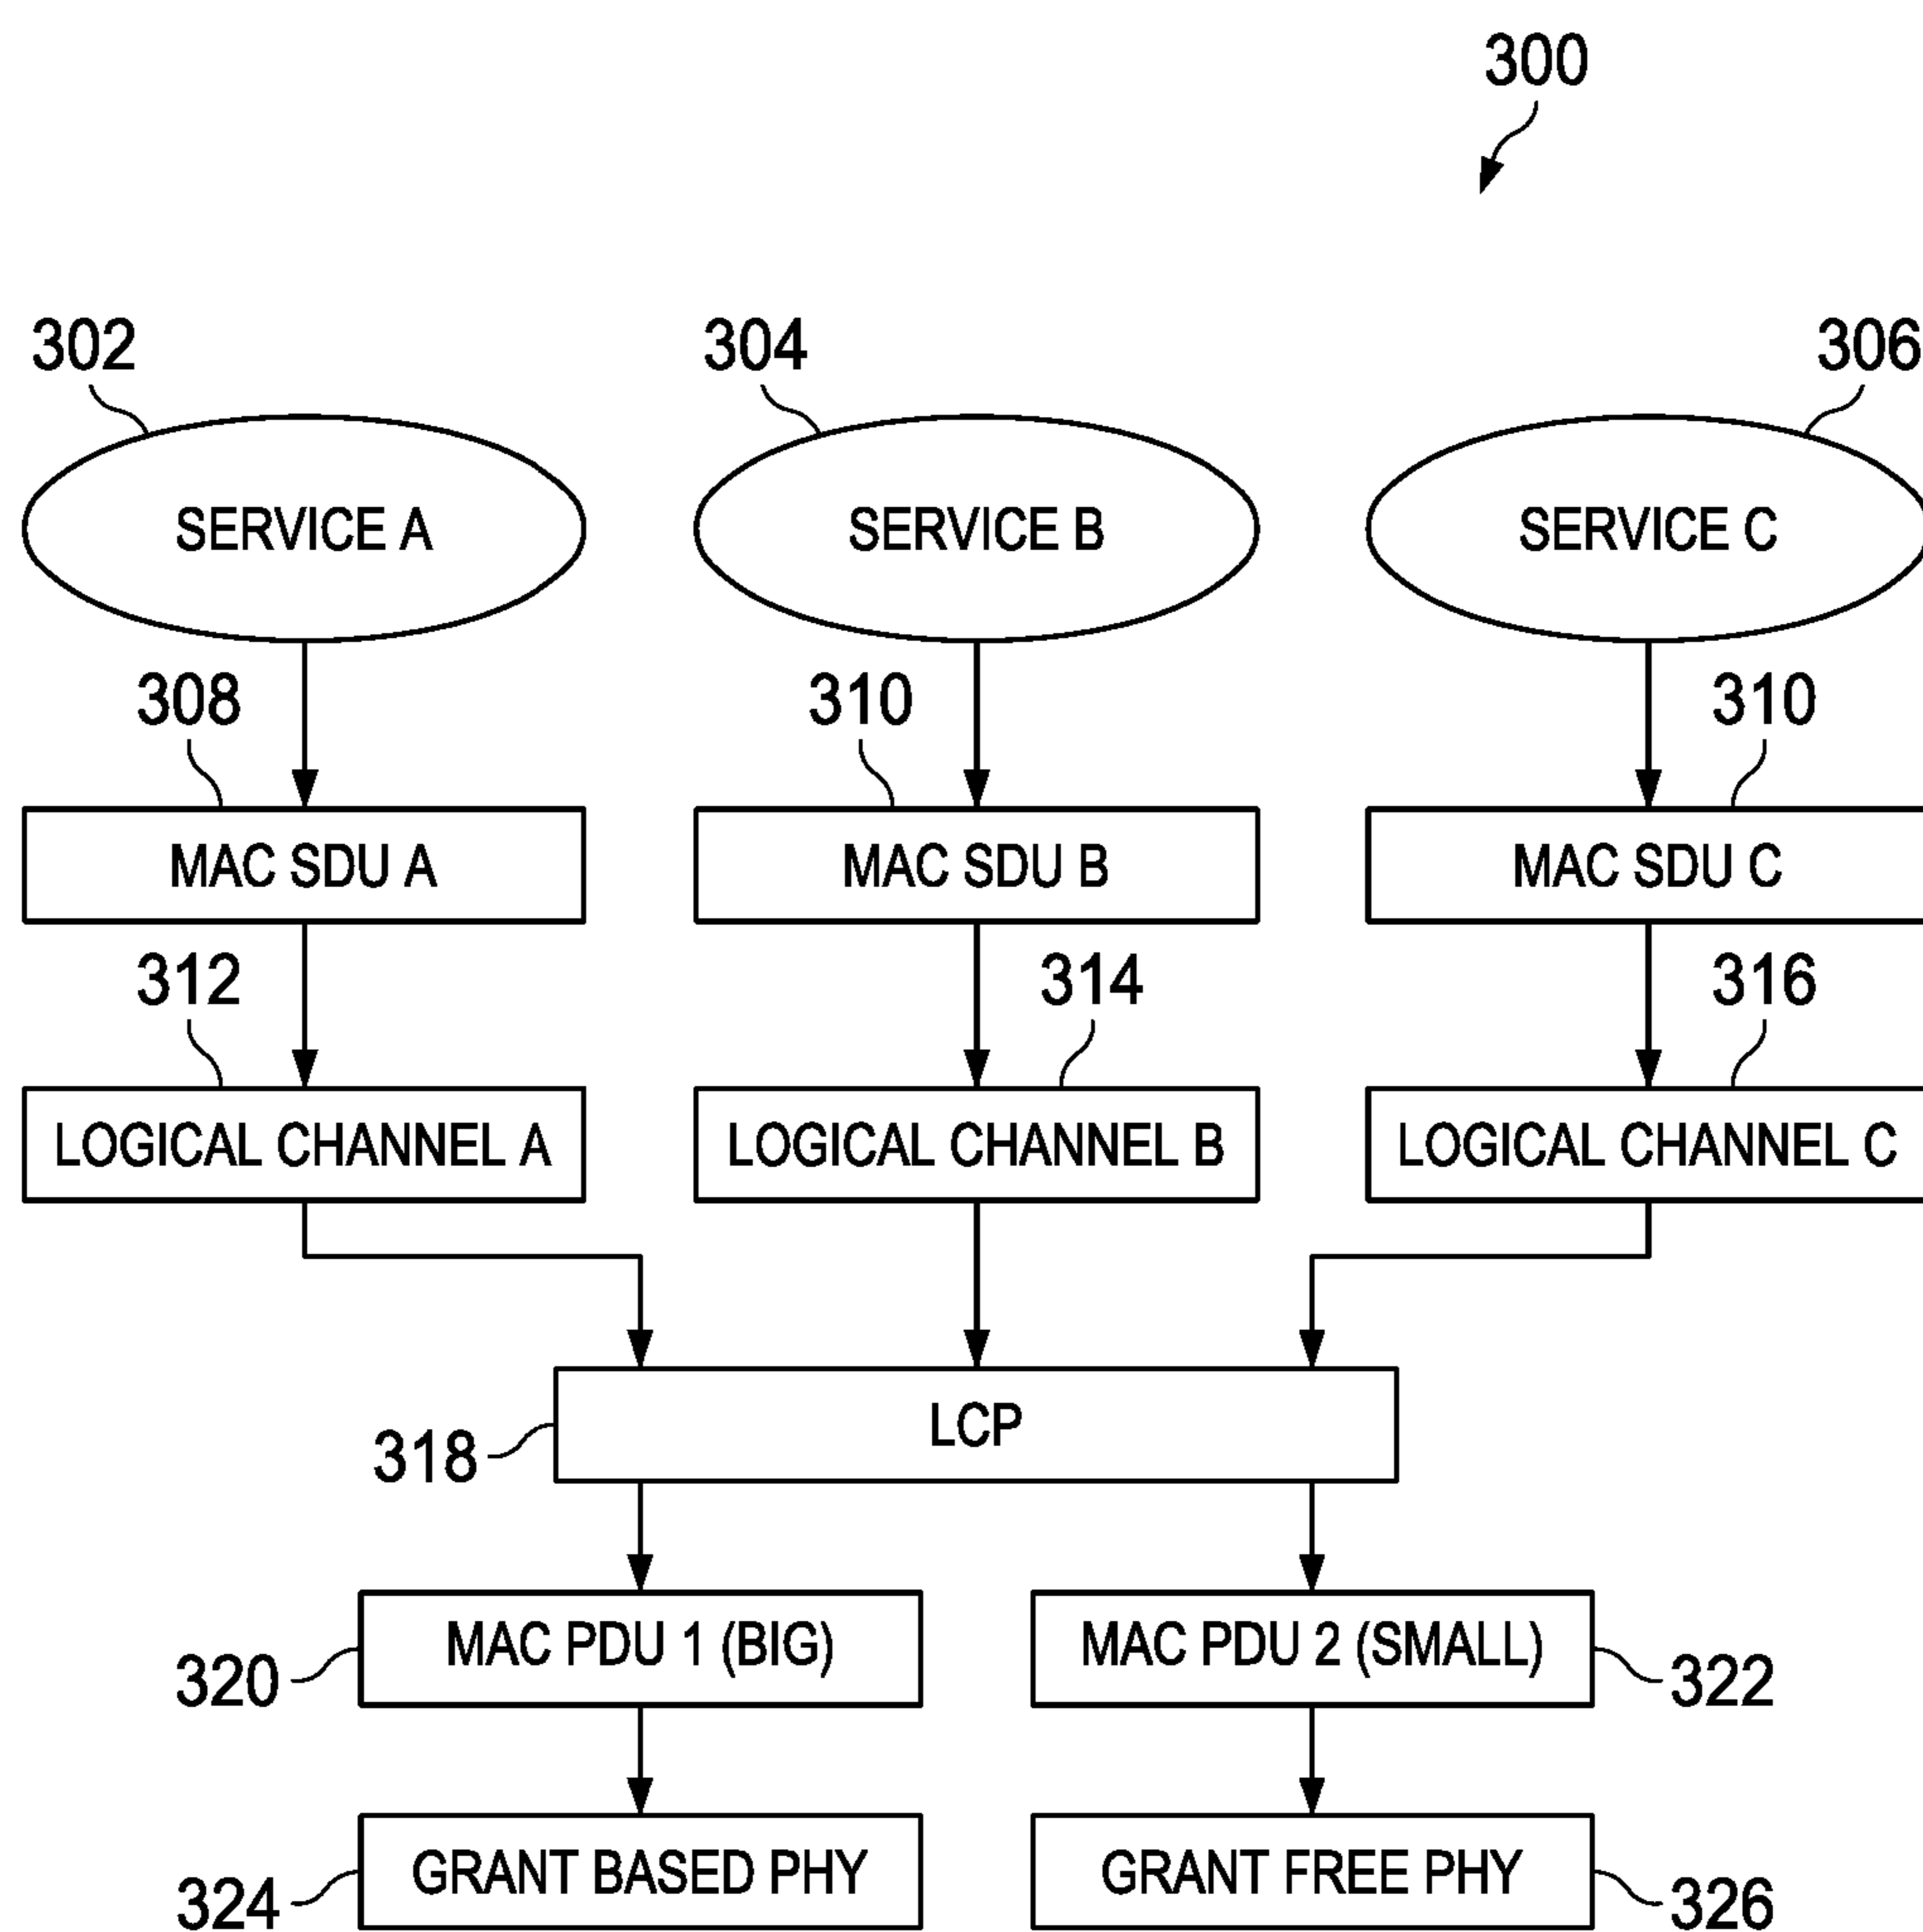 300
302
304
306
SERVICE A
SERVICE B
SERVICE C
308
310
310
MAC SDU A
MAC SDU B
MAC SDU C
312
314
316
LOGICAL CHANNEL A
LOGICAL CHANNEL B
LOGICAL CHANNEL C
LCP
318
MAC PDU 1 (BIG)
MAC PDU 2 (SMALL)
320
322
GRANT BASED PHY
GRANT FREE PHY
324
326